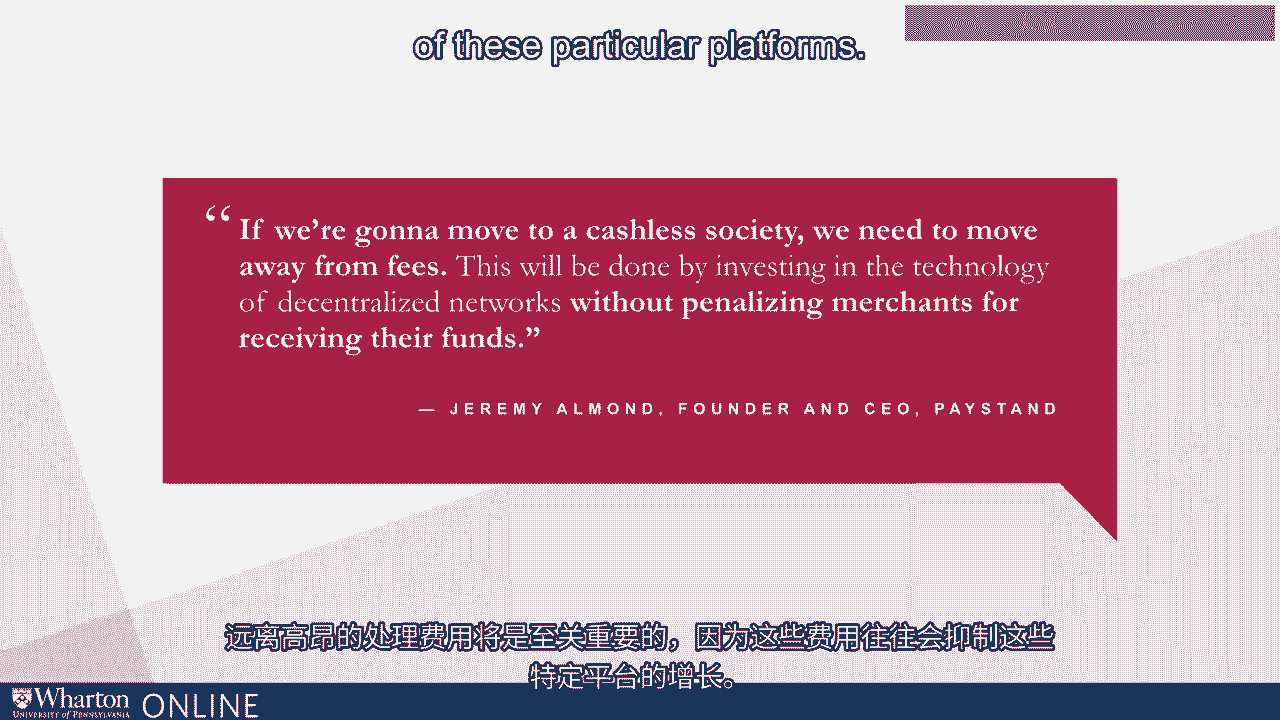 of these particular platforms.
“If we’re gonna move to a cashless society, we need to move
away from fees. This will be done by investing in the technology
of decentralized networks without penalizing merchants for
receiving their funds.”
— JEREMY ALMOND, FOUNDER AND CEO, PAYSTAND
远离高昂的处理费用将是至关重要的，因为这些费用往往会抑制这些
特定平台的增长。
Wharton ONLINE
UNIVERSITY OF PENNSYLVANIA